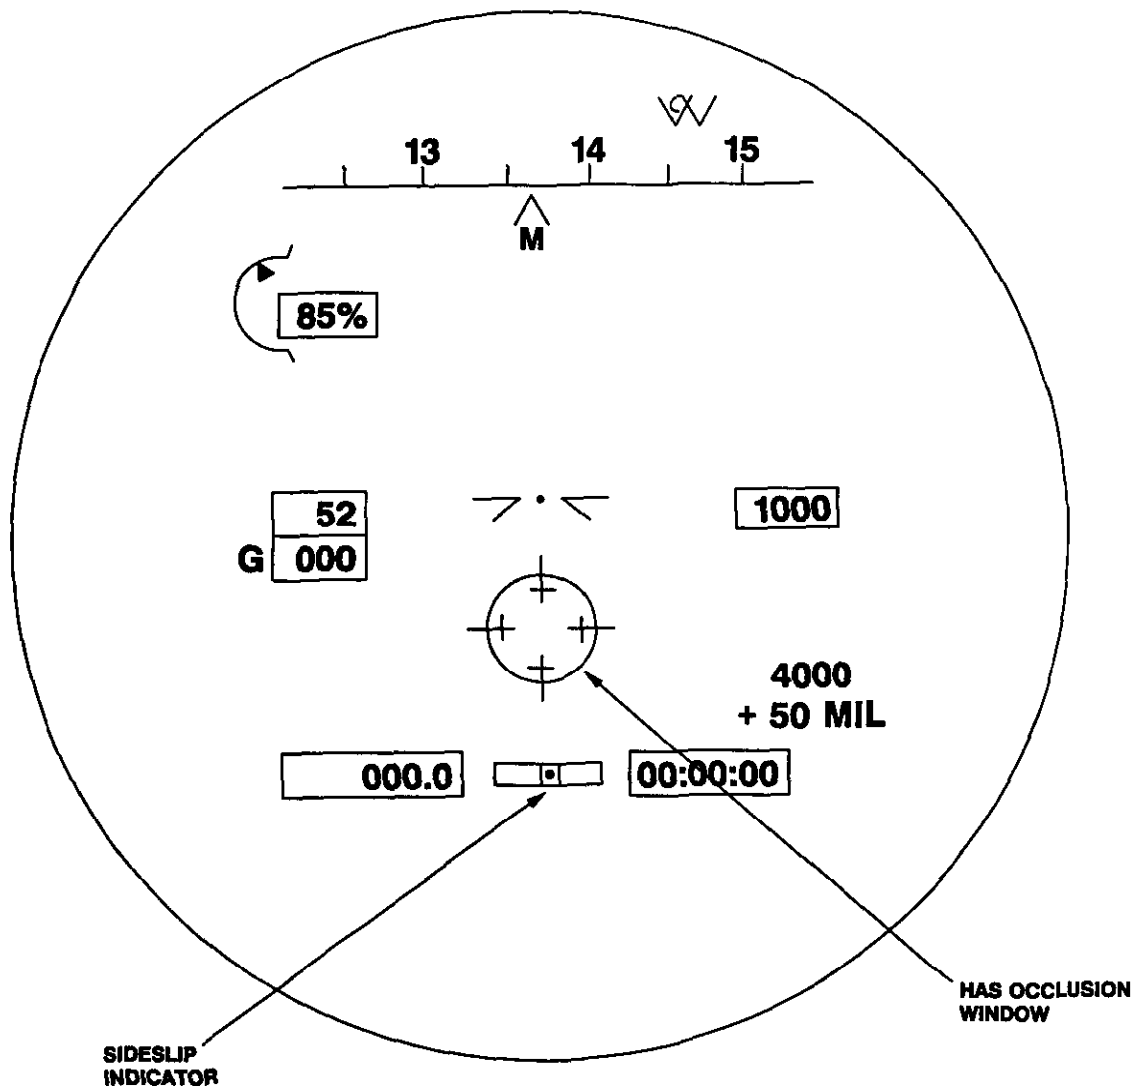 13 14 15
M
85%
52
1000
G 000
4000
+ 50 MIL
000.0
00:00:00
HAS OCCLUSION
WINDOW
SIDESLIP
INDICATOR